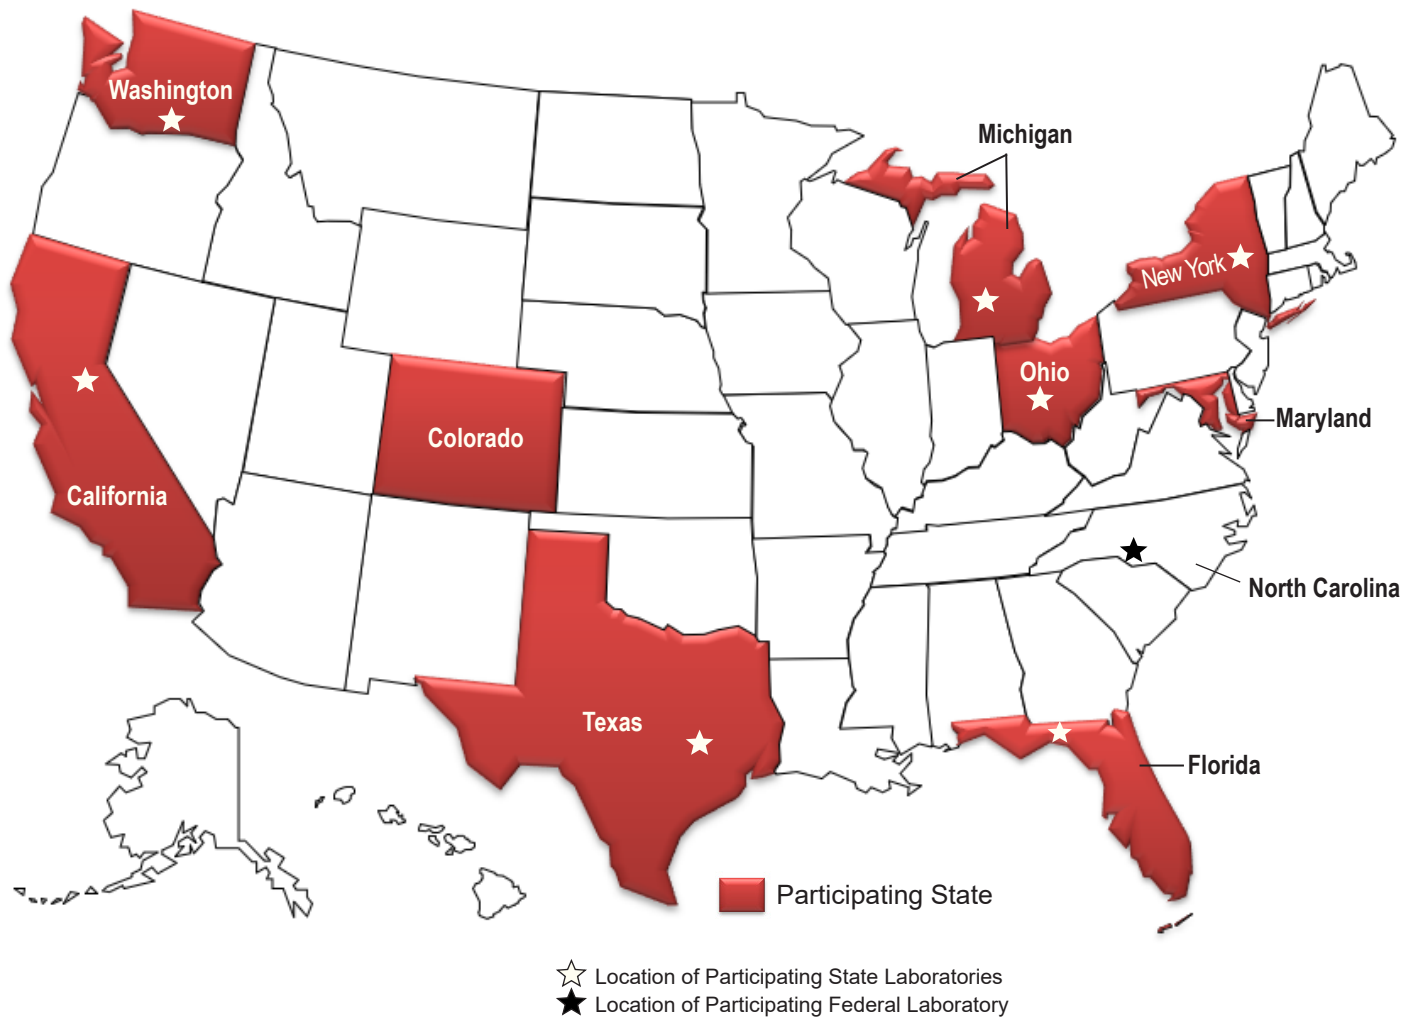 Washington
Michigan
New York
Ohio
Maryland
Colorado
California
North Carolina
Texas
Florida
Participating State
Location of Participating State Laboratories
Location of Participating Federal Laboratory